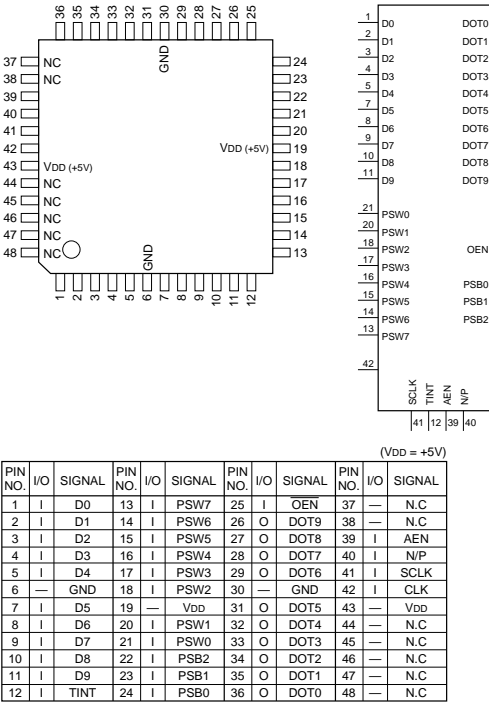 36 35 34 33 32 31 30 29 28 27 26 25
37 NC GND 24
38 NC 23
39 22
40 21
41 20
42 VDD (+5V) 19
43 VDD (+5V) 18
44 NC 17
45 NC 16
46 NC 15
47 NC 14
48 NC GND 13
1 2 3 4 5 6 7 8 9 10 11 12
1 D0 DOT0
2 D1 DOT1
3 D2 DOT2
4 D3 DOT3
5 D4 DOT4
7 D5 DOT5
8 D6 DOT6
9 D7 DOT7
10 D8 DOT8
11 D9 DOT9
21 PSW0
20 PSW1
18 PSW2 OEN
17 PSW3
16 PSW4 PSB0
15 PSW5 PSB1
14 PSW6 PSB2
13 PSW7
42
SCLK TINT AEN N/P
41 12 39 40
(VDD = +5V)
PIN NO. I/O SIGNAL PIN NO. I/O SIGNAL PIN NO. I/O SIGNAL PIN NO. I/O SIGNAL
1 I D0 13 I PSW7 25 I OEN 37 — N.C
2 I D1 14 I PSW6 26 O DOT9 38 — N.C
3 I D2 15 I PSW5 27 O DOT8 39 I AEN
4 I D3 16 I PSW4 28 O DOT7 40 I N/P
5 I D4 17 I PSW3 29 O DOT6 41 I SCLK
6 — GND 18 I PSW2 30 — GND 42 I CLK
7 I D5 19 — VDD 31 O DOT5 43 — VDD
8 I D6 20 I PSW1 32 O DOT4 44 — N.C
9 I D7 21 I PSW0 33 O DOT3 45 — N.C
10 I D8 22 I PSB2 34 O DOT2 46 — N.C
11 I D9 23 I PSB1 35 O DOT1 47 — N.C
12 I TINT 24 I PSB0 36 O DOT0 48 — N.C